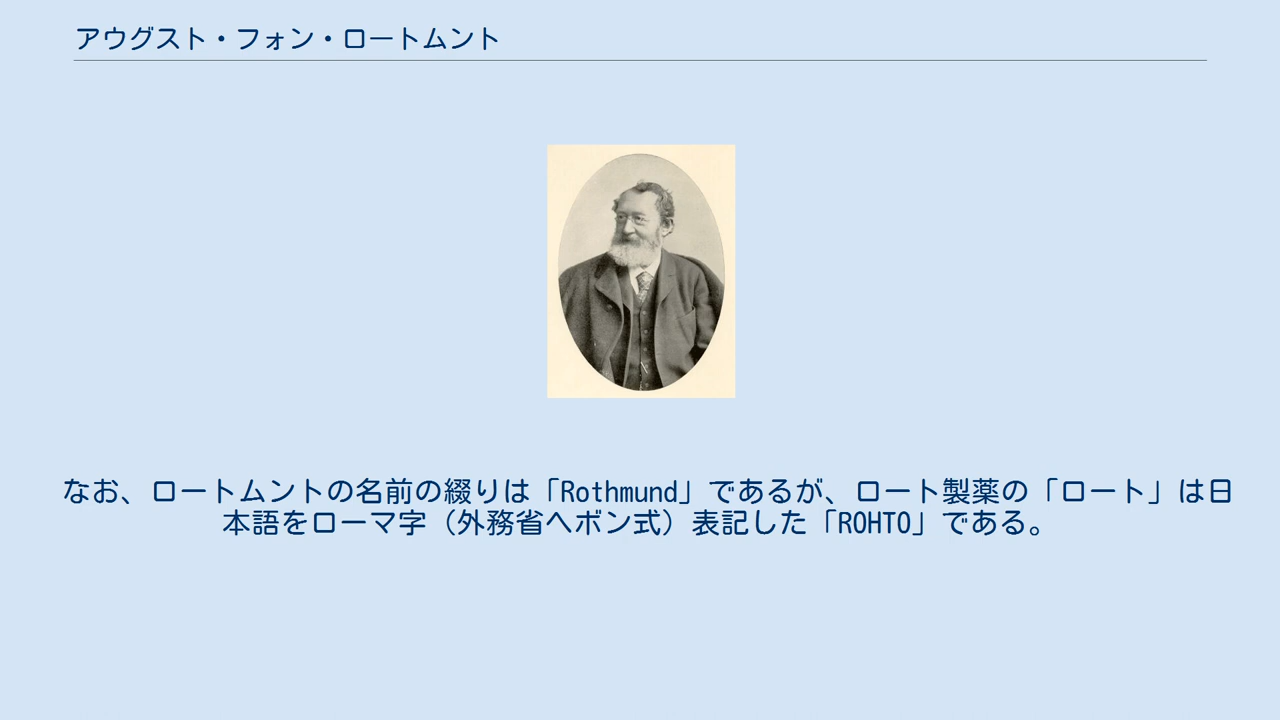 アウグスト・フォン・ロートムント
なお、ロートムントの名前の綴りは「Rothmund」であるが、ロート製薬の「ロート」は日
本語をローマ字（外務省ヘボン式）表記した「ROHTO」である。